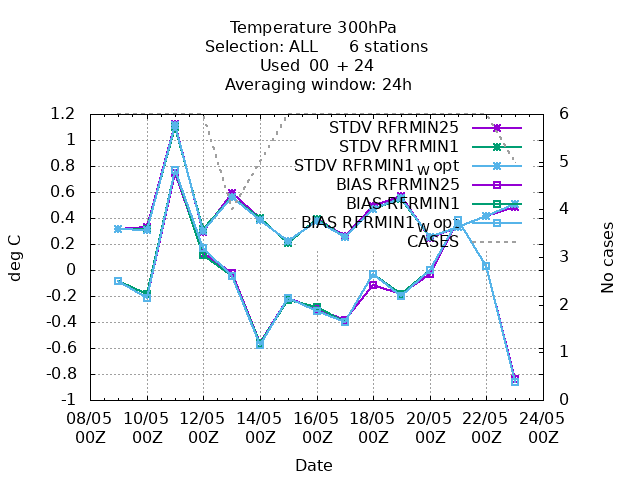 Temperature 300hPa
Selection: ALL 6 stations
Used 00 + 24
Averaging window: 24h
1.2
1
0.8
0.6
0.4
0.2
0
-0.2
-0.4
-0.6
-0.8
-1
deg C
STDV RFRMIN25
STDV RFRMIN1
STDV RFRMIN1w opt
BIAS RFRMIN25
BIAS RFRMIN1
BIAS RFRMIN1w opt
CASES
6
5
4
3
2
1
0
No cases
08/05 10/05 12/05 14/05 16/05 18/05 20/05 22/05 24/05
00Z 00Z 00Z 00Z 00Z 00Z 00Z 00Z 00Z
Date